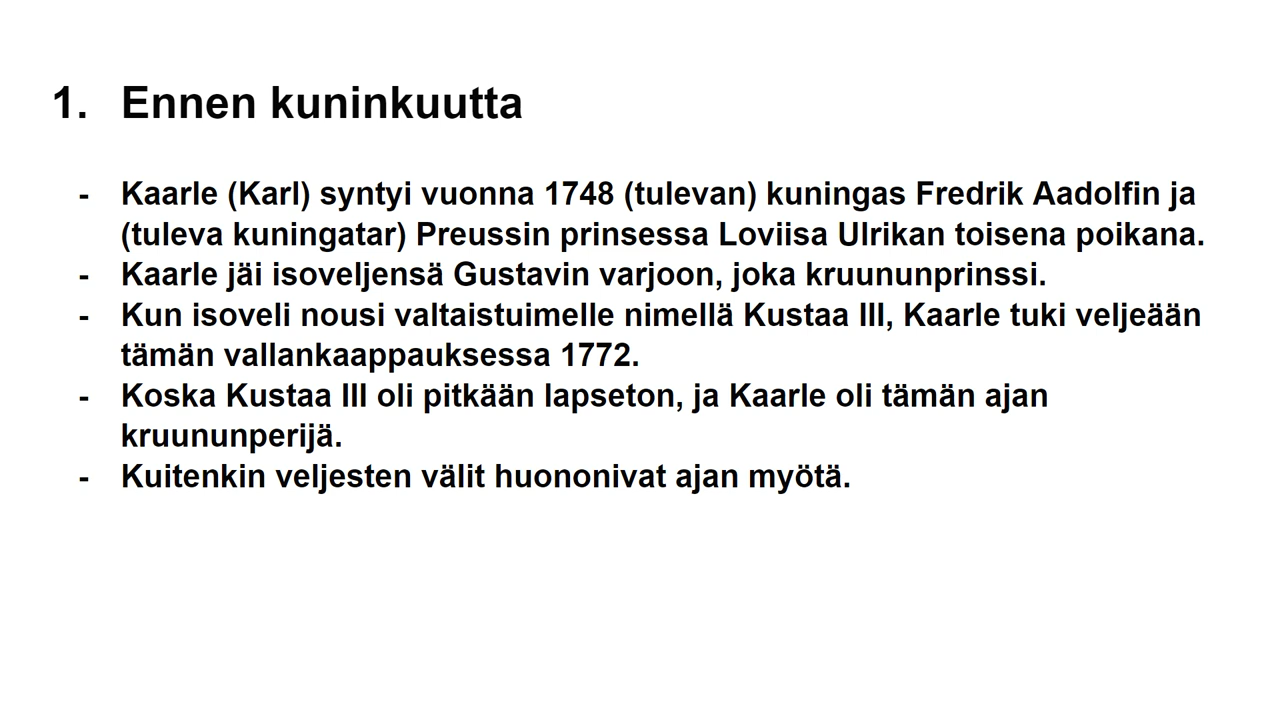 1. Ennen kuninkuutta
- Kaarle (Karl) syntyi vuonna 1748 (tulevan) kuningas Fredrik Aadolfin ja
(tuleva kuningatar) Preussin prinsessa Loviisa Ulrikan toisena poikana.
- Kaarle jäi isoveljensä Gustavin varjoon, joka kruununprinssi.
- Kun isoveli nousi valtaistuimelle nimellä Kustaa III, Kaarle tuki veljeään
tämän vallankaappauksessa 1772.
- Koska Kustaa III oli pitkään lapseton, ja Kaarle oli tämän ajan
kruununperijä.
- Kuitenkin veljesten välit huononivat ajan myötä.